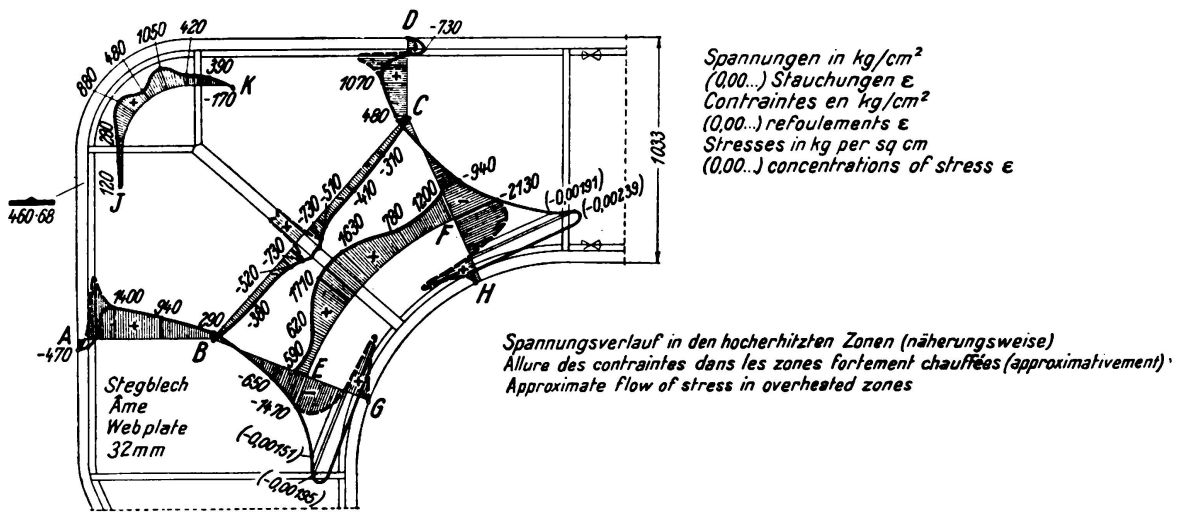 D
-730
880 480 1050 420
390
K
-170
280
120
J
460·68
1070
480
C
1033
-310
-410
-510
-730
-730
-520
-380
1630
780
1200
-940
-2130
(-0,00191)
(-0,00239)
F
H
1710
620
590
E
G
A
-470
1400
940
290
B
-650
-1470
(-0,00151)
(-0,00195)
Stegblech
Âme
Webplate
32mm
Spannungen in kg/cm²
(0,00...) Stauchungen ε
Contraintes en kg/cm²
(0,00...) refoulements ε
Stresses in kg per sq cm
(0,00...) concentrations of stress ε
Spannungsverlauf in den hocherhitzten Zonen (näherungsweise)
Allure des contraintes dans les zones fortement chauffées (approximativement)
Approximate flow of stress in overheated zones